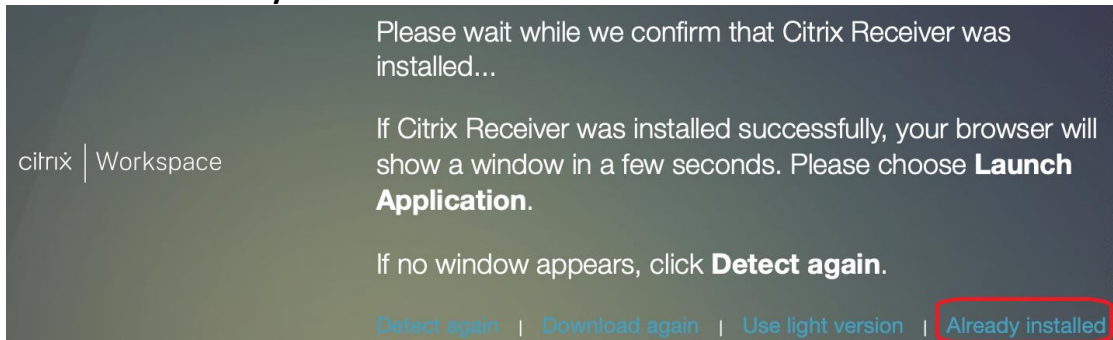 Please wait while we confirm that Citrix Receiver was
installed...
If Citrix Receiver was installed successfully, your browser will
show a window in a few seconds. Please choose Launch
Application.
citrix | Workspace
If no window appears, click Detect again.
Detect again | Download again | Use light version | Already installed